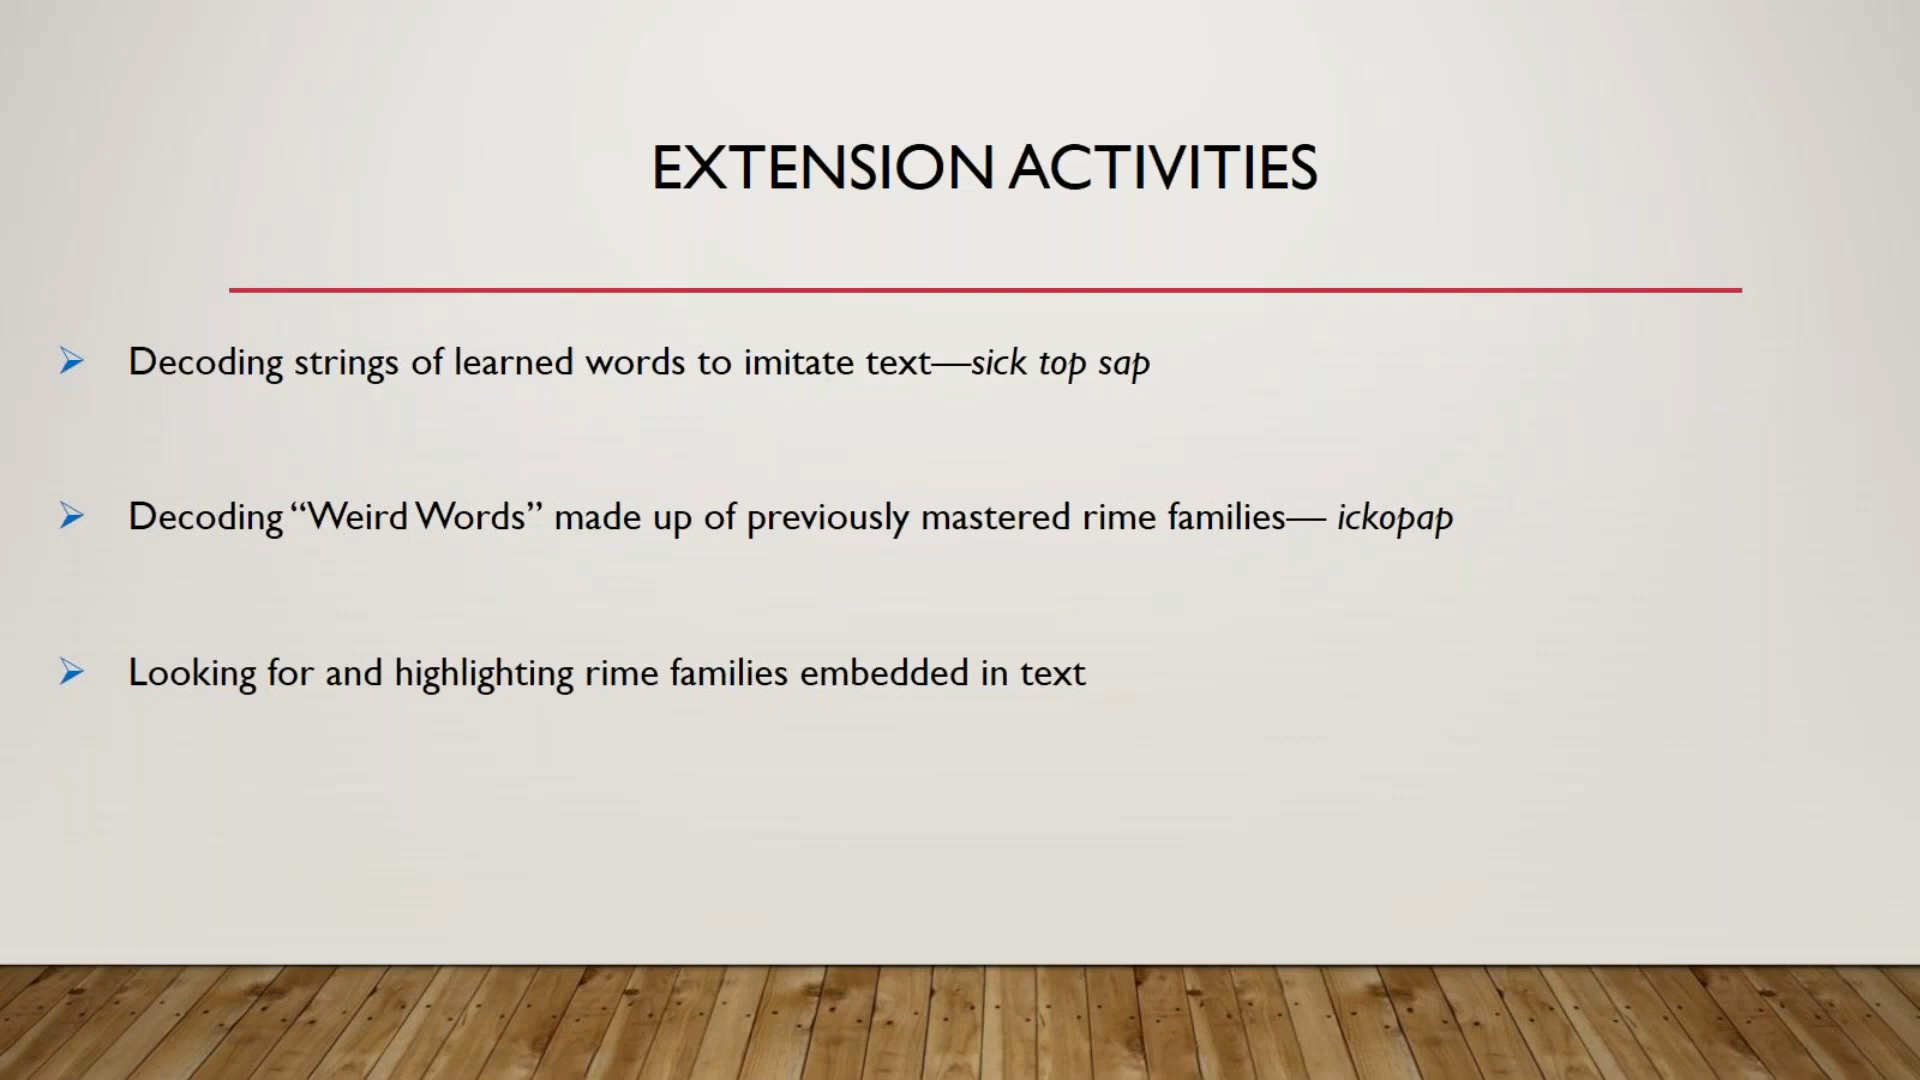 EXTENSION ACTIVITIES
Decoding strings of learned words to imitate text—sick top sap
Decoding “Weird Words” made up of previously mastered rime families— ickopap
Looking for and highlighting rime families embedded in text